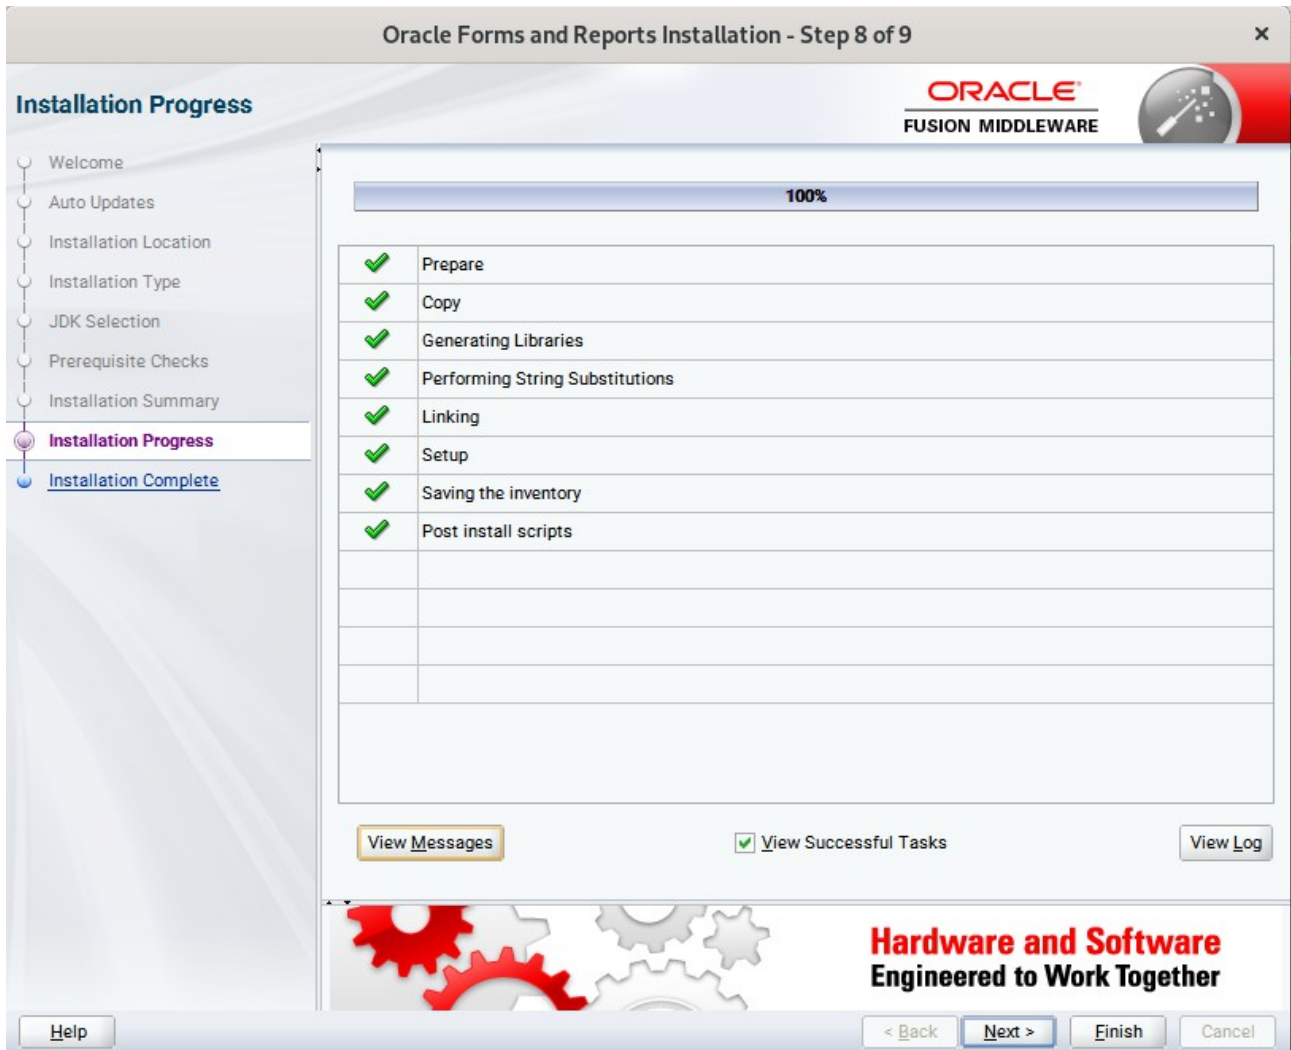 Oracle Forms and Reports Installation - Step 8 of 9
Installation Progress
ORACLE
FUSION MIDDLEWARE
Welcome
Auto Updates
Installation Location
Installation Type
JDK Selection
Prerequisite Checks
Installation Summary
Installation Progress
Installation Complete
100%
Prepare
Copy
Generating Libraries
Performing String Substitutions
Linking
Setup
Saving the inventory
Post install scripts
View Messages
View Successful Tasks
View Log
Hardware and Software
Engineered to Work Together
Help
< Back
Next >
Finish
Cancel